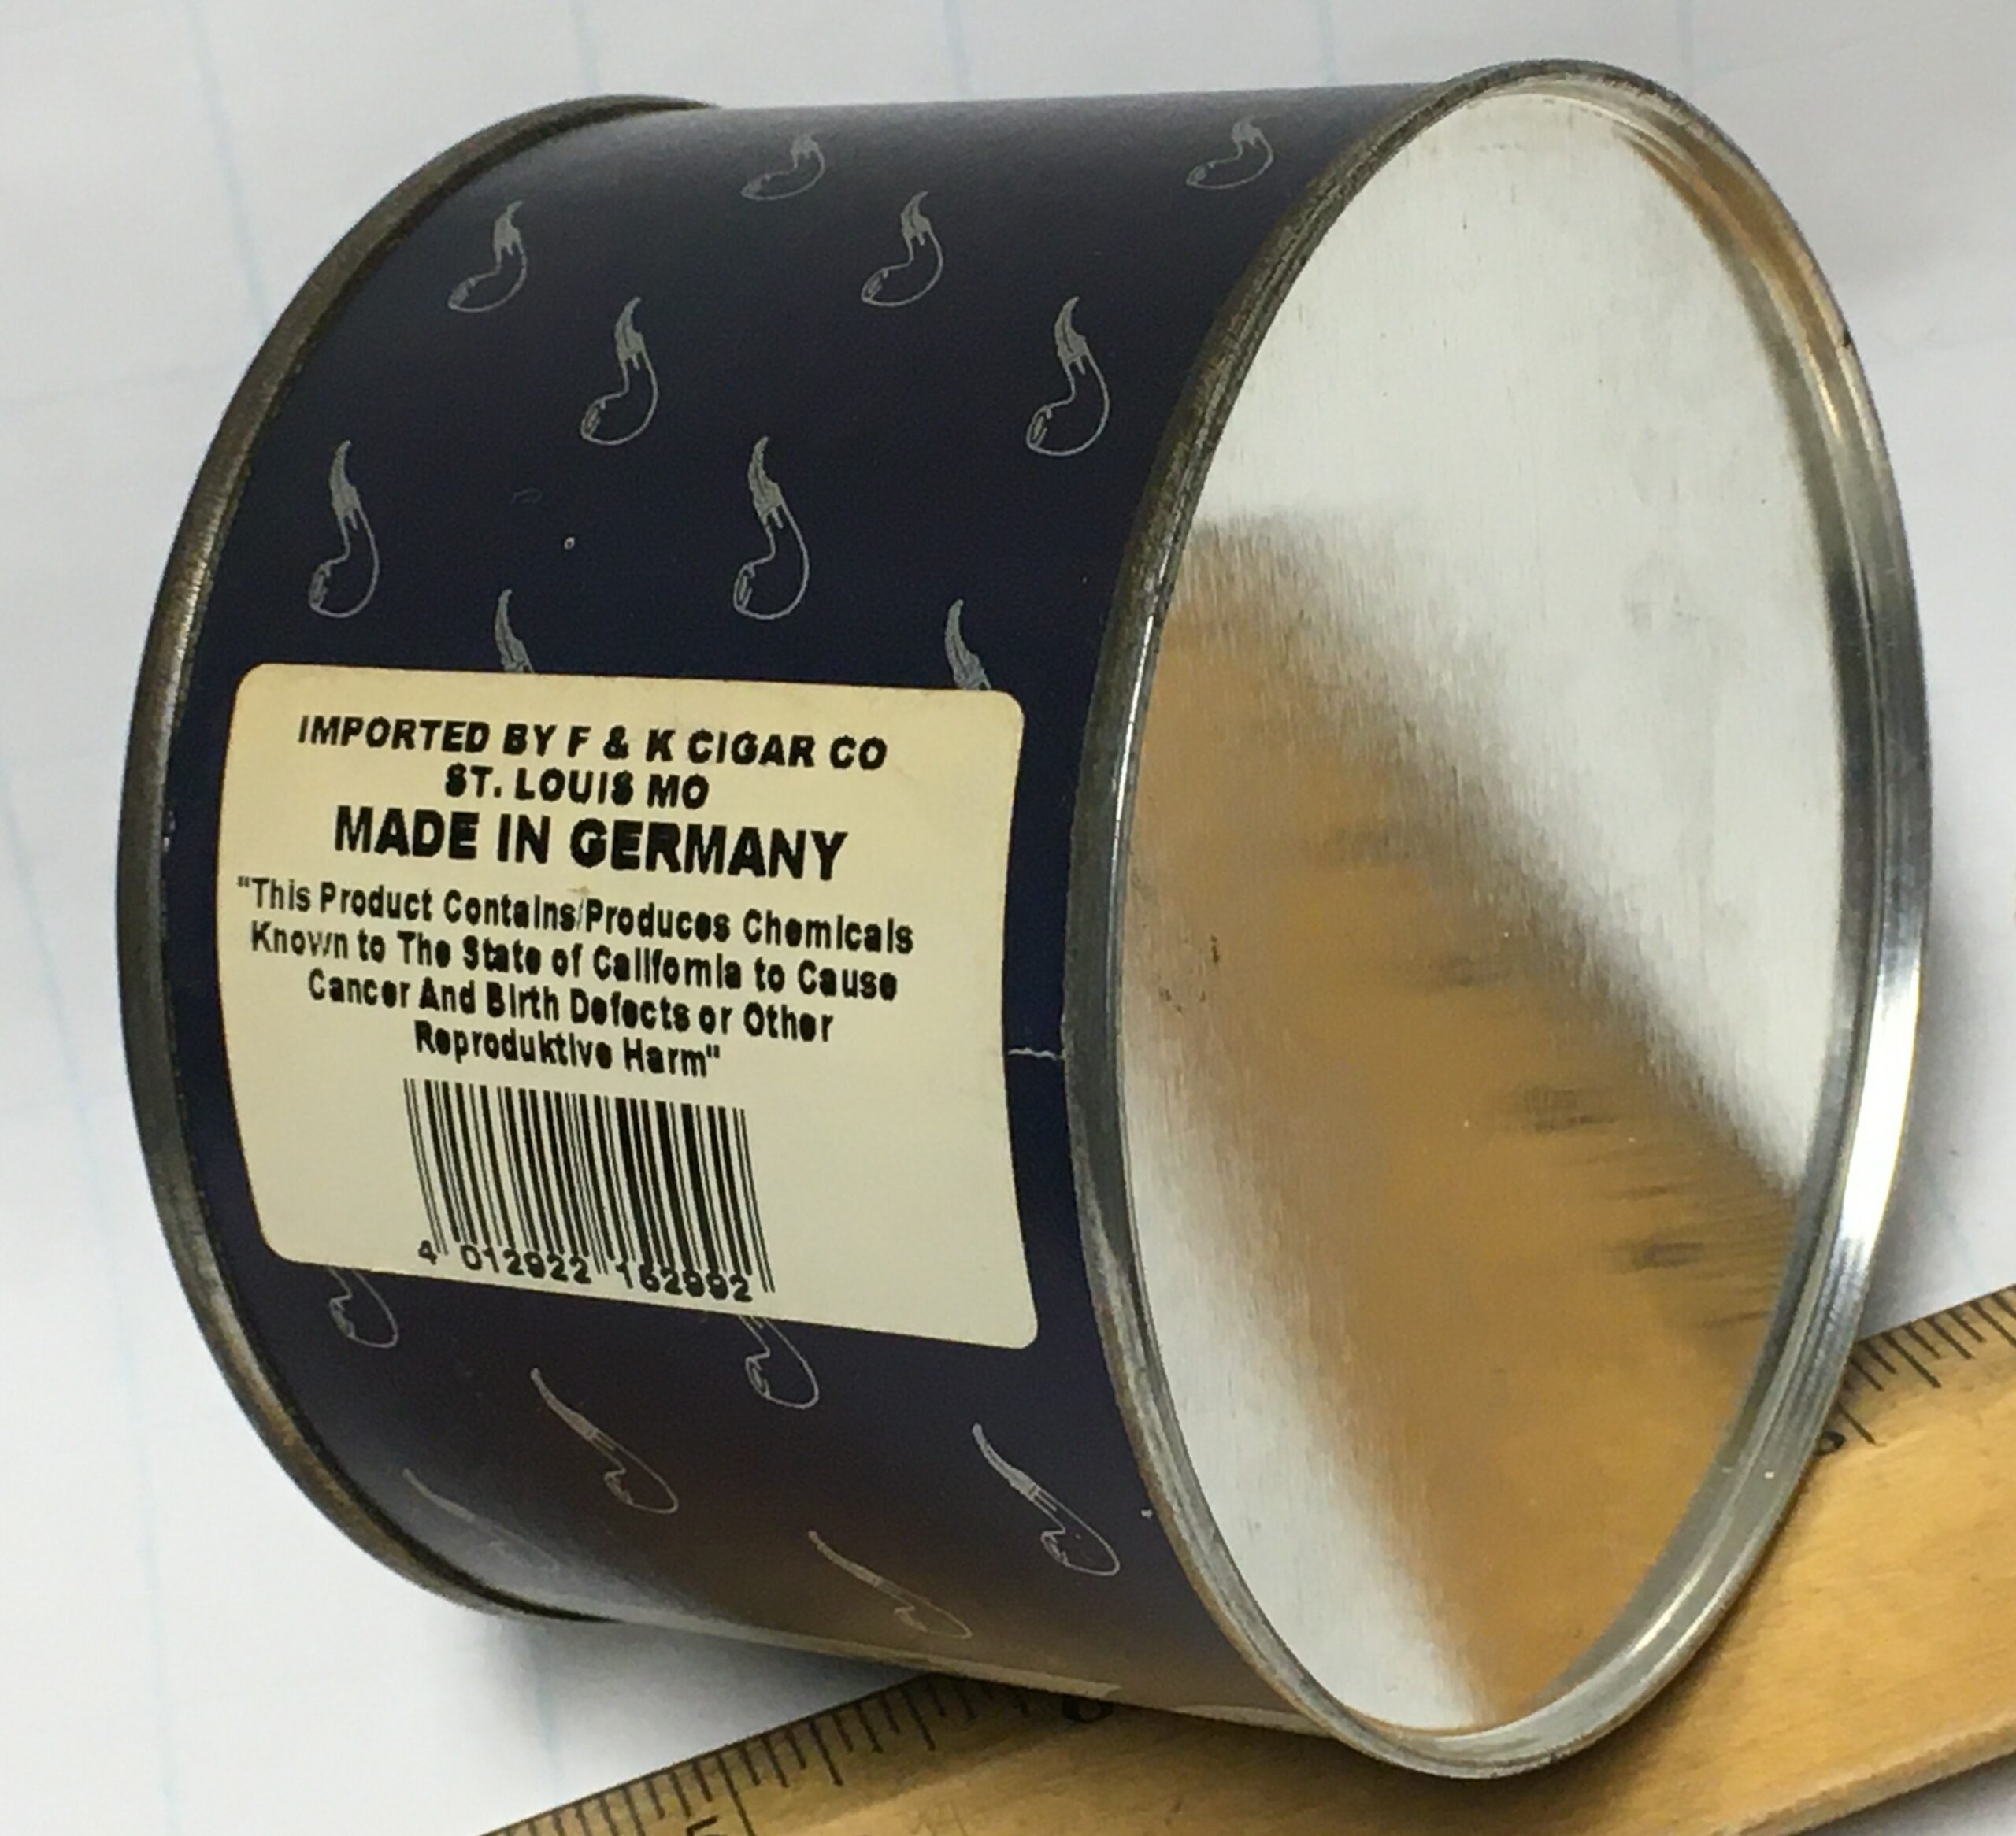 IMPORTED BY F & K CIGAR CO
ST. LOUIS MO
MADE IN GERMANY
"This Product Contains/Produces Chemicals
Known to The State of California to Cause
Cancer And Birth Defects or Other
Reproduktive Harm"
4 012922 152992
5